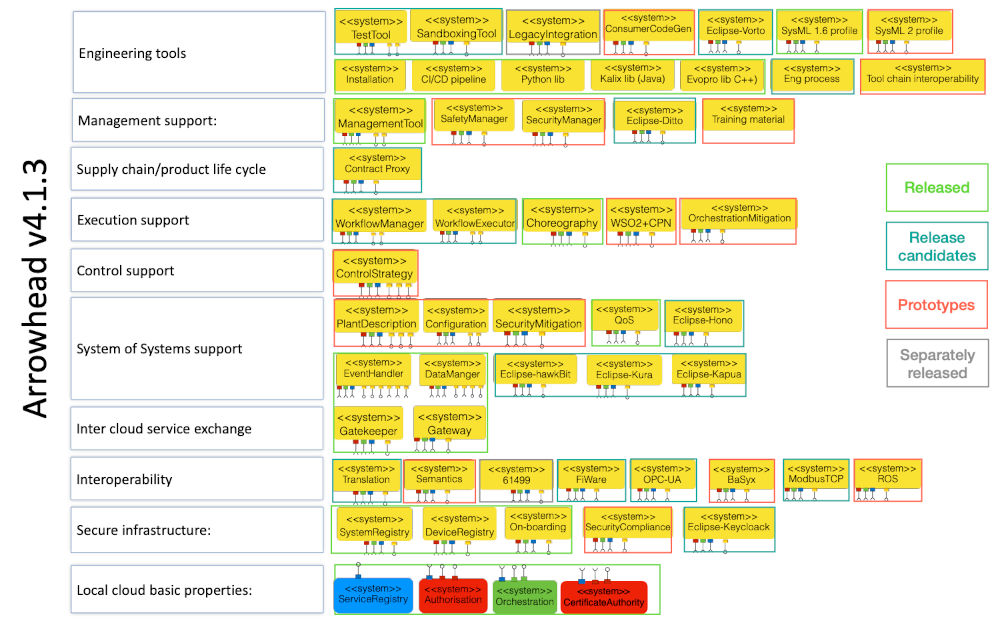 Arrowhead v4.1.3
Engineering tools
<<system>> TestTool
<<system>> SandboxingTool
<<system>> LegacyIntegration
<<system>> ConsumerCodeGen
<<system>> Eclipse-Vorto
<<system>> SysML 1.6 profile
<<system>> SysML 2 profile
<<system>> Installation
<<system>> CI/CD pipeline
<<system>> Python lib
<<system>> Kalix lib (Java)
<<system>> Evopro lib C++)
<<system>> Eng process
<<system>> Tool chain interoperability
Management support:
<<system>> ManagementTool
<<system>> SafetyManager
<<system>> SecurityManager
<<system>> Eclipse-Ditto
<<system>> Training material
Supply chain/product life cycle
<<system>> Contract Proxy
Execution support
<<system>> WorkflowManager
<<system>> WorkflowExecutor
<<system>> Choreography
<<system>> WSO2+CPN
<<system>> OrchestrationMitigation
Control support
<<system>> ControlStrategy
System of Systems support
<<system>> PlantDescription
<<system>> Configuration
<<system>> SecurityMitigation
<<system>> QoS
<<system>> Eclipse-Hono
<<system>> EventHandler
<<system>> DataManger
<<system>> Eclipse-hawkBit
<<system>> Eclipse-Kura
<<system>> Eclipse-Kapua
Inter cloud service exchange
<<system>> Gatekeeper
<<system>> Gateway
Interoperability
<<system>> Translation
<<system>> Semantics
<<system>> 61499
<<system>> FiWare
<<system>> OPC-UA
<<system>> BaSyx
<<system>> ModbusTCP
<<system>> ROS
Secure infrastructure:
<<system>> SystemRegistry
<<system>> DeviceRegistry
<<system>> On-boarding
<<system>> SecurityCompliance
<<system>> Eclipse-Keycloack
Local cloud basic properties:
<<system>> ServiceRegistry
<<system>> Authorisation
<<system>> Orchestration
<<system>> CertificateAuthority
Released
Release
candidates
Prototypes
Separately
released